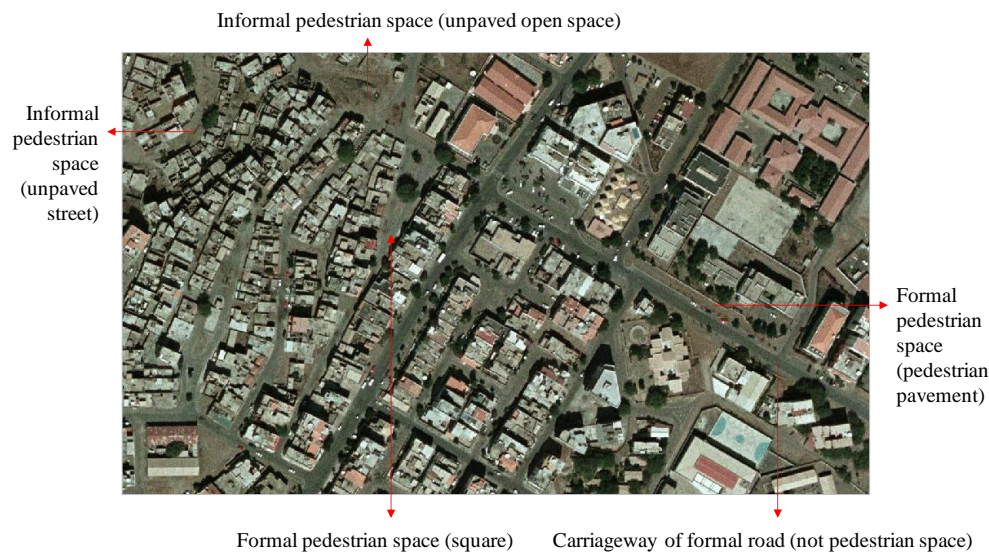 Informal pedestrian space (unpaved open space)
Informal
pedestrian
space
(unpaved
street)
Formal
pedestrian
space
(pedestrian
pavement)
Formal pedestrian space (square)
Carriageway of formal road (not pedestrian space)